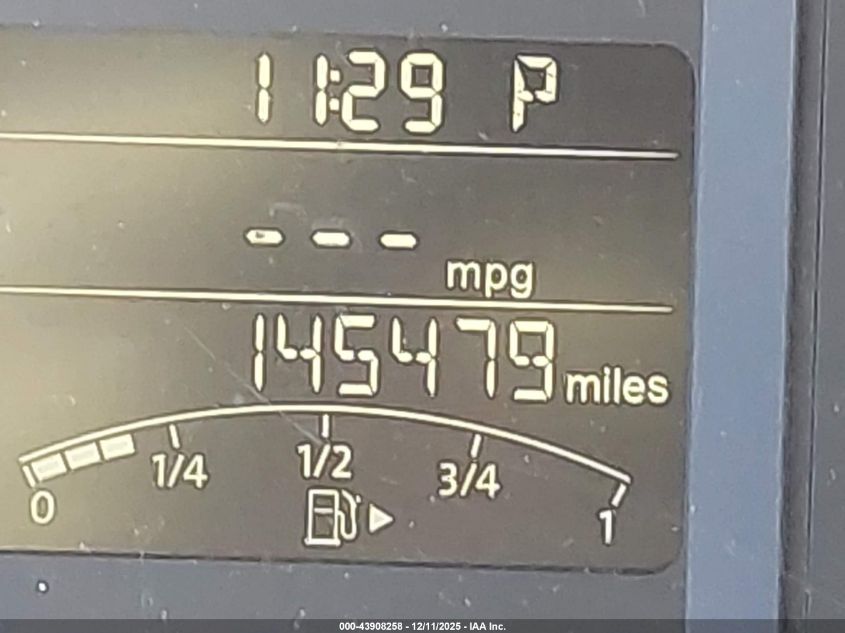 11:29 P
--- mpg
145479 miles
0 1/4 1/2 3/4 1
000-43908258 - 12/11/2025 - IAA Inc.